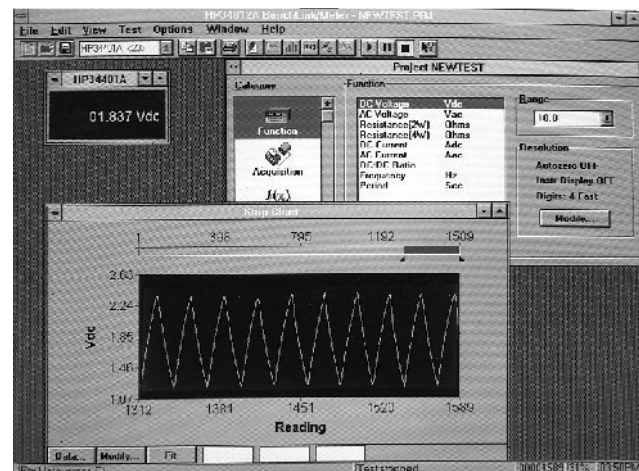 HP34812A BenchLink/Meter - NEWTEST.PRJ
File Edit View Test Options Window Help
HP34401A
HP34401A
01.837 Vdc
Project NEWTEST
Category
Function
Acquisition
f(x)
Function
DC Voltage Vdc
AC Voltage Vac
Resistance(2W) Ohms
Resistance(4W) Ohms
DC Current Adc
AC Current Aac
DC:DC Ratio
Frequency Hz
Period Sec
Range
10.0
Resolution
Autozero OFF
Instr Display OFF
Digits: 4 Fast
Modify...
Strip Chart
1 398 795 1192 1589
2.63
2.24
1.85
1.46
1.07
Vdc
1312 1381 1451 1520 1589
Reading
Data... Modify... Fit
Test stopped
00001589 31%